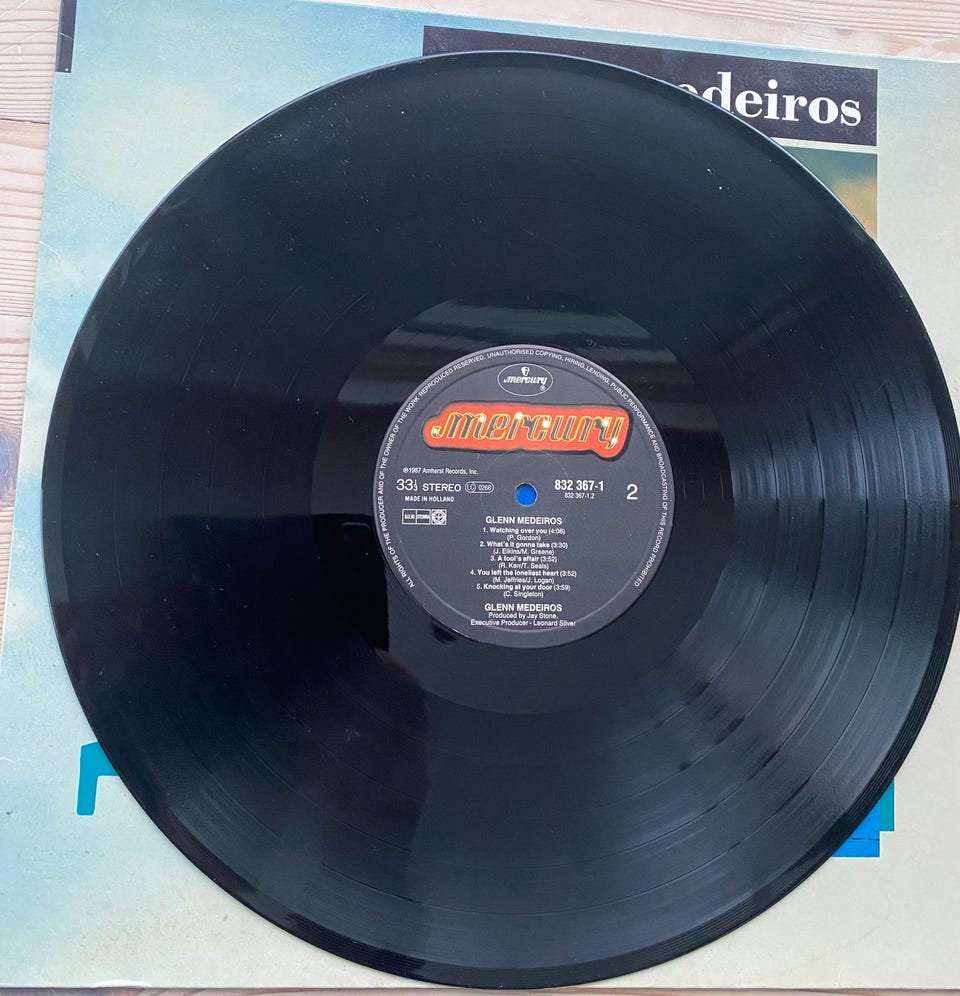 edeiros
ALL RIGHTS OF THE PRODUCER AND OF THE OWNER OF THE WORK REPRODUCED RESERVED. UNAUTHORISED COPYING, HIRING, LENDING, PUBLIC PERFORMANCE AND BROADCASTING OF THIS RECORD PROHIBITED
mercury ®
mercury
℗1987 Amherst Records, Inc.
33⅓ STEREO LC 0268
MADE IN HOLLAND
B.I.E.M. STEMRA
832 367-1
832 367-1.2
2
GLENN MEDEIROS
1. Watching over you (4:08)
(P. Gordon)
2. What's it gonna take (3:30)
(J. Elkins/M. Greene)
3. A fool's affair (3:52)
(R. Kerr/T. Seals)
4. You left the loneliest heart (3:52)
(M. Jeffries/J. Logan)
5. Knocking at your door (3:59)
(C. Singleton)
GLENN MEDEIROS
Produced by Jay Stone,
Executive Producer - Leonard Silver